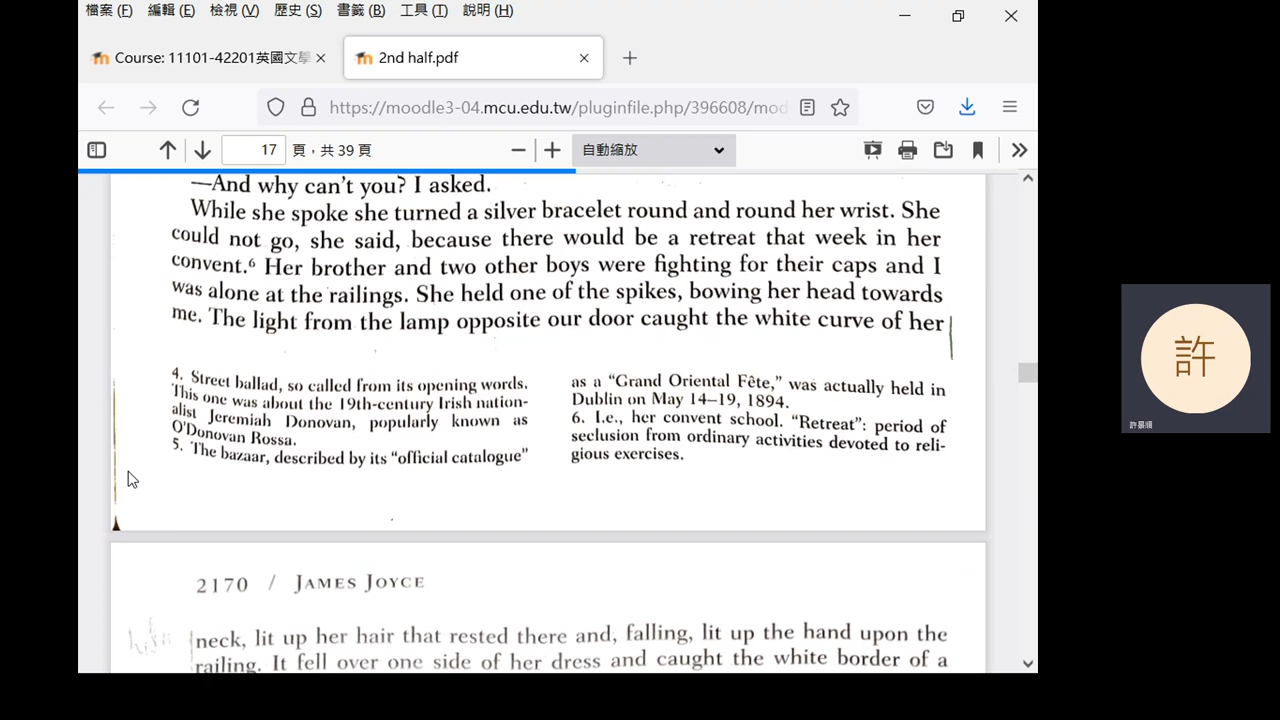 檔案 (F) 編輯 (E) 檢視 (V) 歷史 (S) 書籤 (B) 工具 (T) 說明 (H)
Course: 11101-42201英國文學
2nd half.pdf
https://moodle3-04.mcu.edu.tw/pluginfile.php/396608/mod
17 頁，共 39 頁
自動縮放
—And why can't you? I asked.
While she spoke she turned a silver bracelet round and round her wrist. She
could not go, she said, because there would be a retreat that week in her
convent.⁶ Her brother and two other boys were fighting for their caps and I
was alone at the railings. She held one of the spikes, bowing her head towards
me. The light from the lamp opposite our door caught the white curve of her
4. Street ballad, so called from its opening words.
This one was about the 19th-century Irish nation-
alist Jeremiah Donovan, popularly known as
O'Donovan Rossa.
5. The bazaar, described by its "official catalogue"
as a "Grand Oriental Fête," was actually held in
Dublin on May 14–19, 1894.
6. I.e., her convent school. "Retreat": period of
seclusion from ordinary activities devoted to reli-
gious exercises.
2170 / JAMES JOYCE
neck, lit up her hair that rested there and, falling, lit up the hand upon the
railing. It fell over one side of her dress and caught the white border of a
許